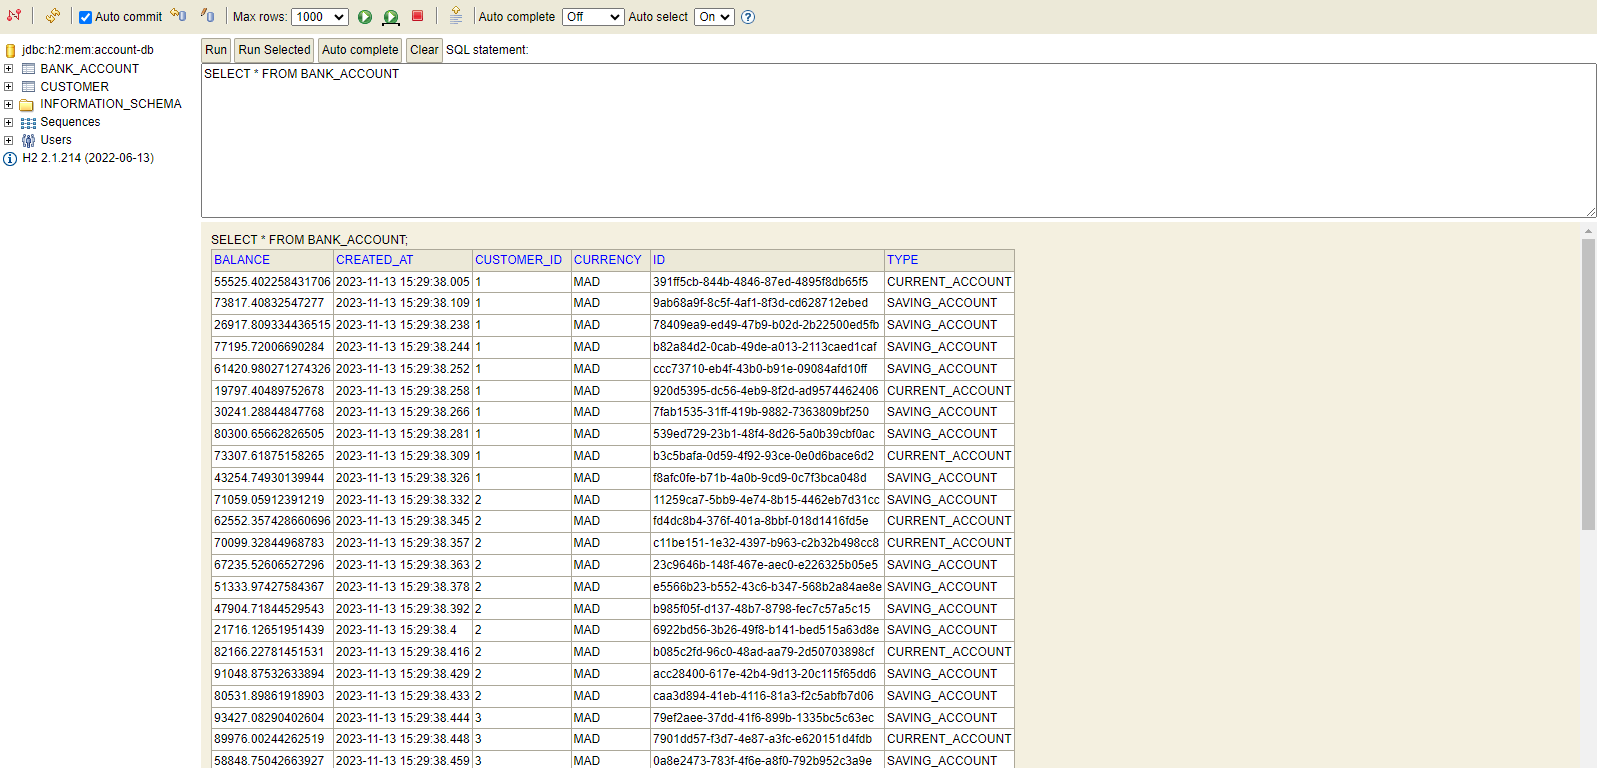 Auto commit Max rows: 1000 Auto complete Off Auto select On ?
jdbc:h2:mem:account-db
BANK_ACCOUNT
CUSTOMER
INFORMATION_SCHEMA
Sequences
Users
H2 2.1.214 (2022-06-13)
Run Run Selected Auto complete Clear SQL statement:
SELECT * FROM BANK_ACCOUNT
SELECT * FROM BANK_ACCOUNT;
BALANCE CREATED_AT CUSTOMER_ID CURRENCY ID TYPE
55525.402258431706 2023-11-13 15:29:38.005 1 MAD 391ff5cb-844b-4846-87ed-4895f8db65f5 CURRENT_ACCOUNT
73817.40832547277 2023-11-13 15:29:38.109 1 MAD 9ab68a9f-8c5f-4af1-8f3d-cd628712ebed SAVING_ACCOUNT
26917.809334436515 2023-11-13 15:29:38.238 1 MAD 78409ea9-ed49-47b9-b02d-2b22500ed5fb SAVING_ACCOUNT
77195.72006690284 2023-11-13 15:29:38.244 1 MAD b82a84d2-0cab-49de-a013-2113caed1caf SAVING_ACCOUNT
61420.980271274326 2023-11-13 15:29:38.252 1 MAD ccc73710-eb4f-43b0-b91e-09084afd10ff SAVING_ACCOUNT
19797.40489752678 2023-11-13 15:29:38.258 1 MAD 920d5395-dc56-4eb9-8f2d-ad9574462406 CURRENT_ACCOUNT
30241.28844847768 2023-11-13 15:29:38.266 1 MAD 7fab1535-31ff-419b-9882-7363809bf250 SAVING_ACCOUNT
80300.65662826505 2023-11-13 15:29:38.281 1 MAD 539ed729-23b1-48f4-8d26-5a0b39cbf0ac SAVING_ACCOUNT
73307.61875158265 2023-11-13 15:29:38.309 1 MAD b3c5bafa-0d59-4f92-93ce-0e0d6bace6d2 CURRENT_ACCOUNT
43254.74930139944 2023-11-13 15:29:38.326 1 MAD f8afc0fe-b71b-4a0b-9cd9-0c7f3bca048d SAVING_ACCOUNT
71059.05912391219 2023-11-13 15:29:38.332 2 MAD 11259ca7-5bb9-4e74-8b15-4462eb7d31cc SAVING_ACCOUNT
62552.357428660696 2023-11-13 15:29:38.345 2 MAD fd4dc8b4-376f-401a-8bbf-018d1416fd5e CURRENT_ACCOUNT
70099.32844968783 2023-11-13 15:29:38.357 2 MAD c11be151-1e32-4397-b963-c2b32b498cc8 CURRENT_ACCOUNT
67235.52606527296 2023-11-13 15:29:38.363 2 MAD 23c9646b-148f-467e-aec0-e226325b05e5 SAVING_ACCOUNT
51333.97427584367 2023-11-13 15:29:38.378 2 MAD e5566b23-b552-43c6-b347-568b2a84ae8e SAVING_ACCOUNT
47904.71844529543 2023-11-13 15:29:38.392 2 MAD b985f05f-d137-48b7-8798-fec7c57a5c15 SAVING_ACCOUNT
21716.12651951439 2023-11-13 15:29:38.4 2 MAD 6922bd56-3b26-49f8-b141-bed515a63d8e SAVING_ACCOUNT
82166.22781451531 2023-11-13 15:29:38.416 2 MAD b085c2fd-96c0-48ad-aa79-2d50703898cf CURRENT_ACCOUNT
91048.87532633894 2023-11-13 15:29:38.429 2 MAD acc28400-617e-42b4-9d13-20c115f65dd6 SAVING_ACCOUNT
80531.89861918903 2023-11-13 15:29:38.433 2 MAD caa3d894-41eb-4116-81a3-f2c5abfb7d06 SAVING_ACCOUNT
93427.08290402604 2023-11-13 15:29:38.444 3 MAD 79ef2aee-37dd-41f6-899b-1335bc5c63ec SAVING_ACCOUNT
89976.00244262519 2023-11-13 15:29:38.448 3 MAD 7901dd57-f3d7-4e87-a3fc-e620151d4fdb CURRENT_ACCOUNT
58848.75042663927 2023-11-13 15:29:38.459 3 MAD 0a8e2473-783f-4f6e-a8f0-792b952c3a9e SAVING_ACCOUNT